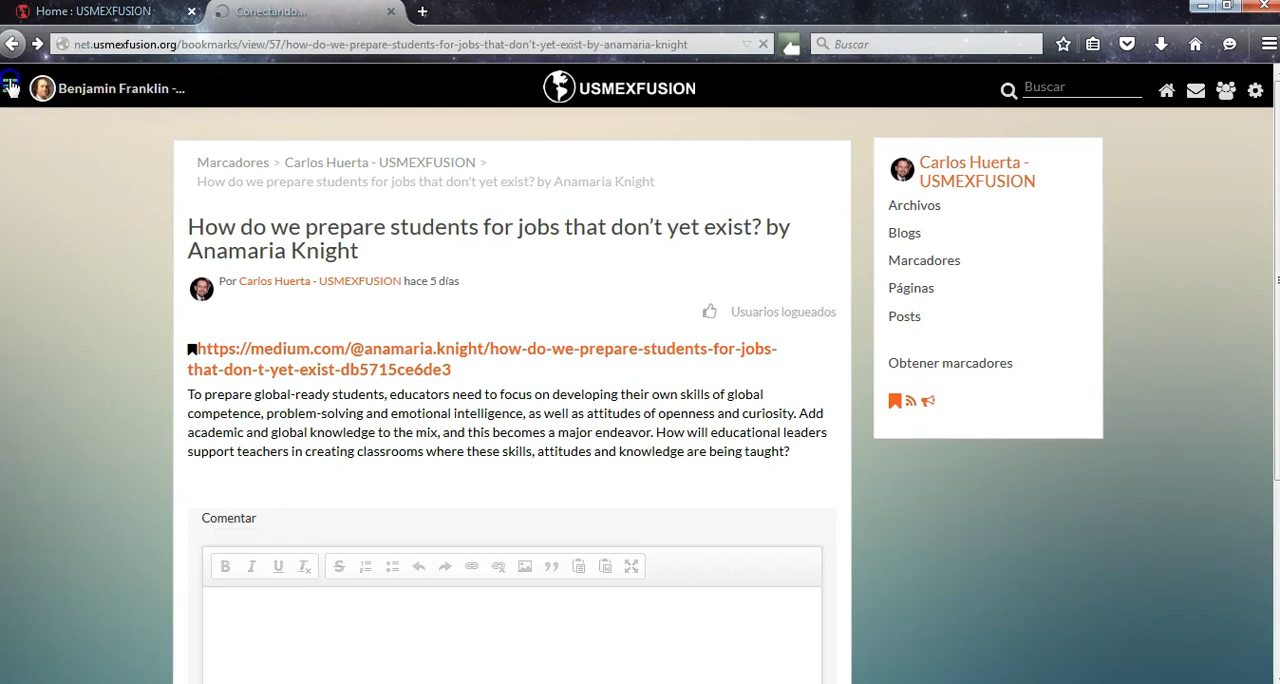 Home : USMEXFUSION
Conectando...
net.usmexfusion.org/bookmarks/view/57/how-do-we-prepare-students-for-jobs-that-don't-yet-exist-by-anamaria-knight
Buscar
Benjamin Franklin -...
USMEXFUSION
Buscar
Marcadores > Carlos Huerta - USMEXFUSION >
How do we prepare students for jobs that don't yet exist? by Anamaria Knight
How do we prepare students for jobs that don’t yet exist? by
Anamaria Knight
Por Carlos Huerta - USMEXFUSION hace 5 días
Usuarios logueados
https://medium.com/@anamaria.knight/how-do-we-prepare-students-for-jobs-
that-don-t-yet-exist-db5715ce6de3
To prepare global-ready students, educators need to focus on developing their own skills of global
competence, problem-solving and emotional intelligence, as well as attitudes of openness and curiosity. Add
academic and global knowledge to the mix, and this becomes a major endeavor. How will educational leaders
support teachers in creating classrooms where these skills, attitudes and knowledge are being taught?
Comentar
B I U Tx S
Carlos Huerta -
USMEXFUSION
Archivos
Blogs
Marcadores
Páginas
Posts
Obtener marcadores